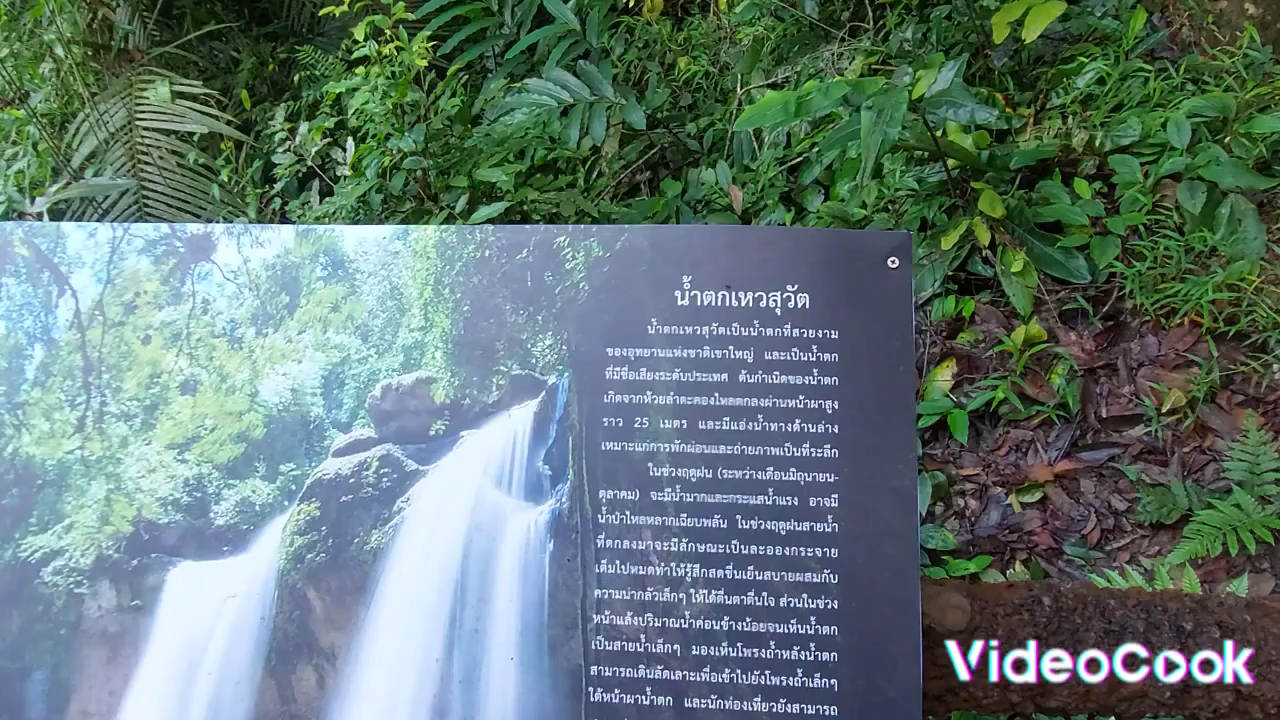 น้ำตกเหวสุวัต
น้ำตกเหวสุวัตเป็นน้ำตกที่สวยงาม
ของอุทยานแห่งชาติเขาใหญ่ และเป็นน้ำตก
ที่มีชื่อเสียงระดับประเทศ ต้นกำเนิดของน้ำตก
เกิดจากห้วยลำตะคองไหลตกลงผ่านหน้าผาสูง
ราว 25 เมตร และมีแอ่งน้ำทางด้านล่าง
เหมาะแก่การพักผ่อนและถ่ายภาพเป็นที่ระลึก
ในช่วงฤดูฝน (ระหว่างเดือนมิถุนายน-
ตุลาคม) จะมีน้ำมากและกระแสน้ำแรง อาจมี
น้ำป่าไหลหลากเฉียบพลัน ในช่วงฤดูฝนสายน้ำ
ที่ตกลงมาจะมีลักษณะเป็นละอองกระจาย
เต็มไปหมดทำให้รู้สึกสดชื่นเย็นสบายผสมกับ
ความน่ากลัวเล็กๆ ให้ได้ตื่นตาตื่นใจ ส่วนในช่วง
หน้าแล้งปริมาณน้ำค่อนข้างน้อยจนเห็นน้ำตก
เป็นสายน้ำเล็กๆ มองเห็นโพรงถ้ำหลังน้ำตก
สามารถเดินลัดเลาะเพื่อเข้าไปยังโพรงถ้ำเล็กๆ
ใต้หน้าผาน้ำตก และนักท่องเที่ยวยังสามารถ
VideoCook